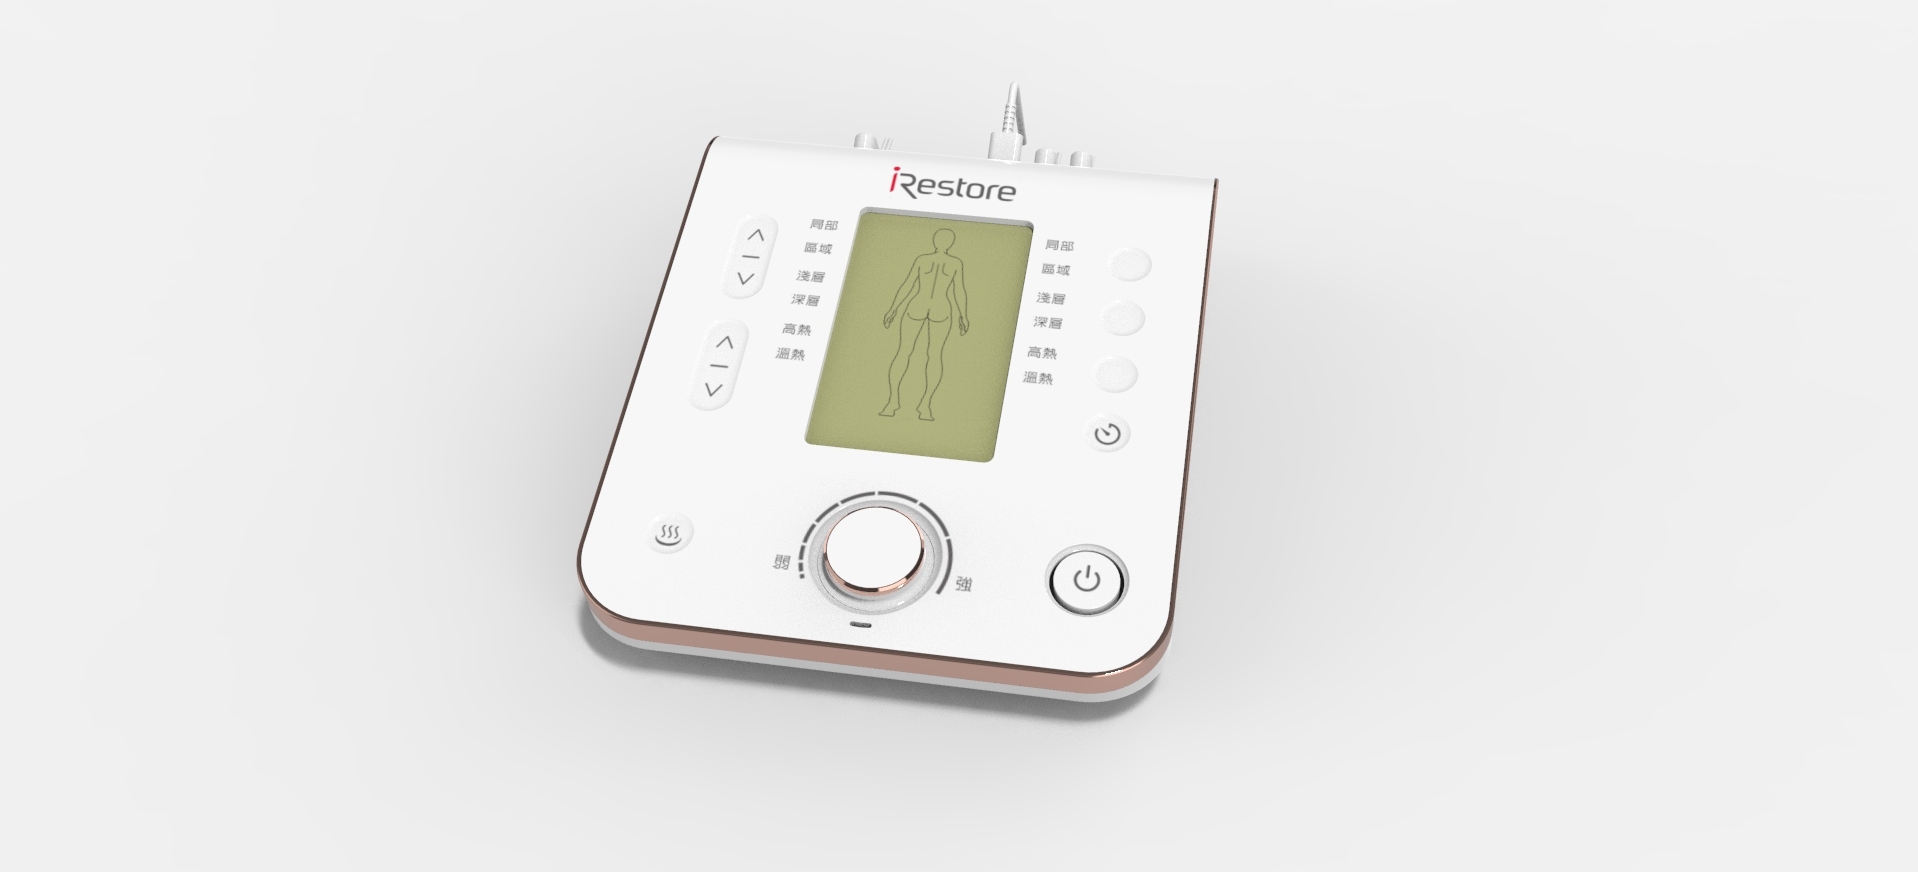 iRestore
局部
區域
淺層
深層
高熱
溫熱
局部
區域
淺層
深層
高熱
溫熱
弱
強